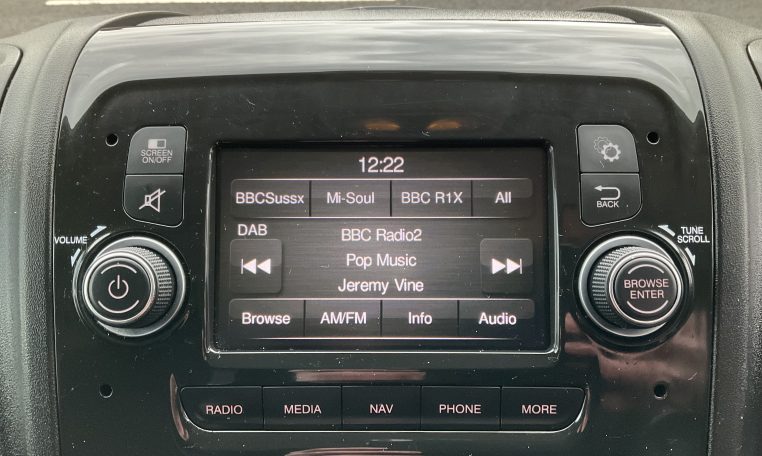 SCREEN
ON/OFF
VOLUME
12:22
BBCSussx Mi-Soul BBC R1X All
DAB
BBC Radio2
Pop Music
Jeremy Vine
Browse AM/FM Info Audio
BACK
TUNE
SCROLL
BROWSE
ENTER
RADIO MEDIA NAV PHONE MORE